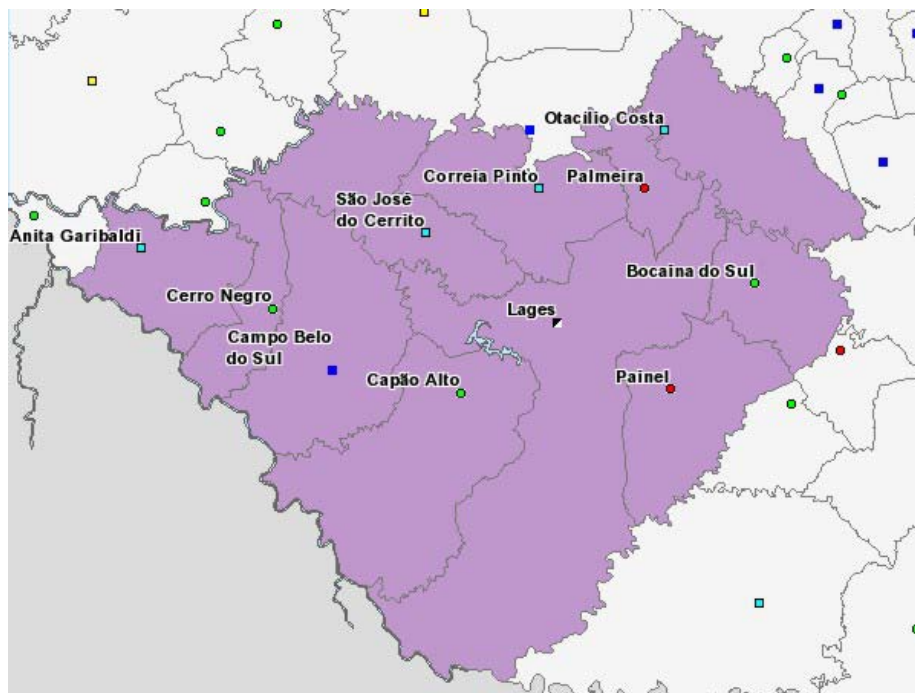 Otacílio Costa
Correia Pinto
Palmeira
São José
do Cerrito
Anita Garibaldi
Bocaina do Sul
Cerro Negro
Lages
Campo Belo
do Sul
Capão Alto
Painel